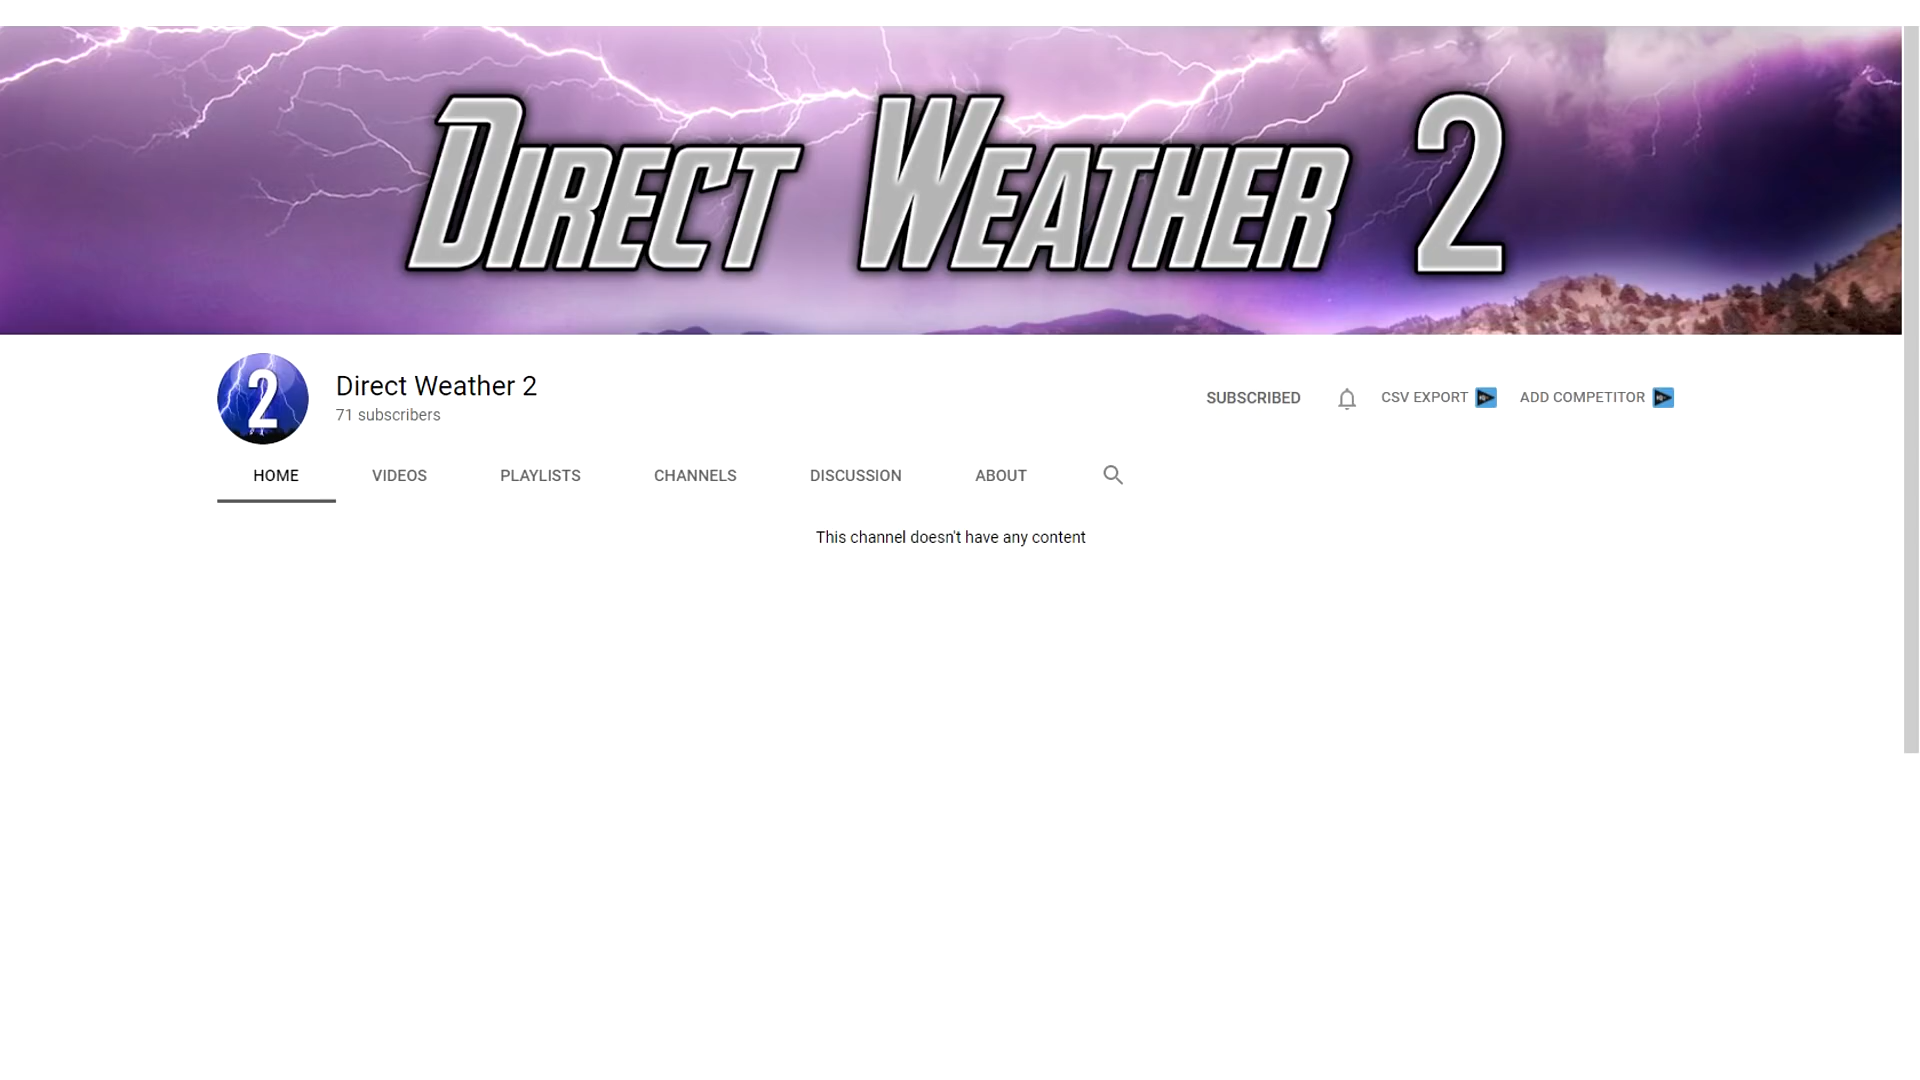 DIRECT WEATHER 2
2
Direct Weather 2
71 subscribers
SUBSCRIBED
CSV EXPORT
ADD COMPETITOR
HOME
VIDEOS
PLAYLISTS
CHANNELS
DISCUSSION
ABOUT
This channel doesn't have any content